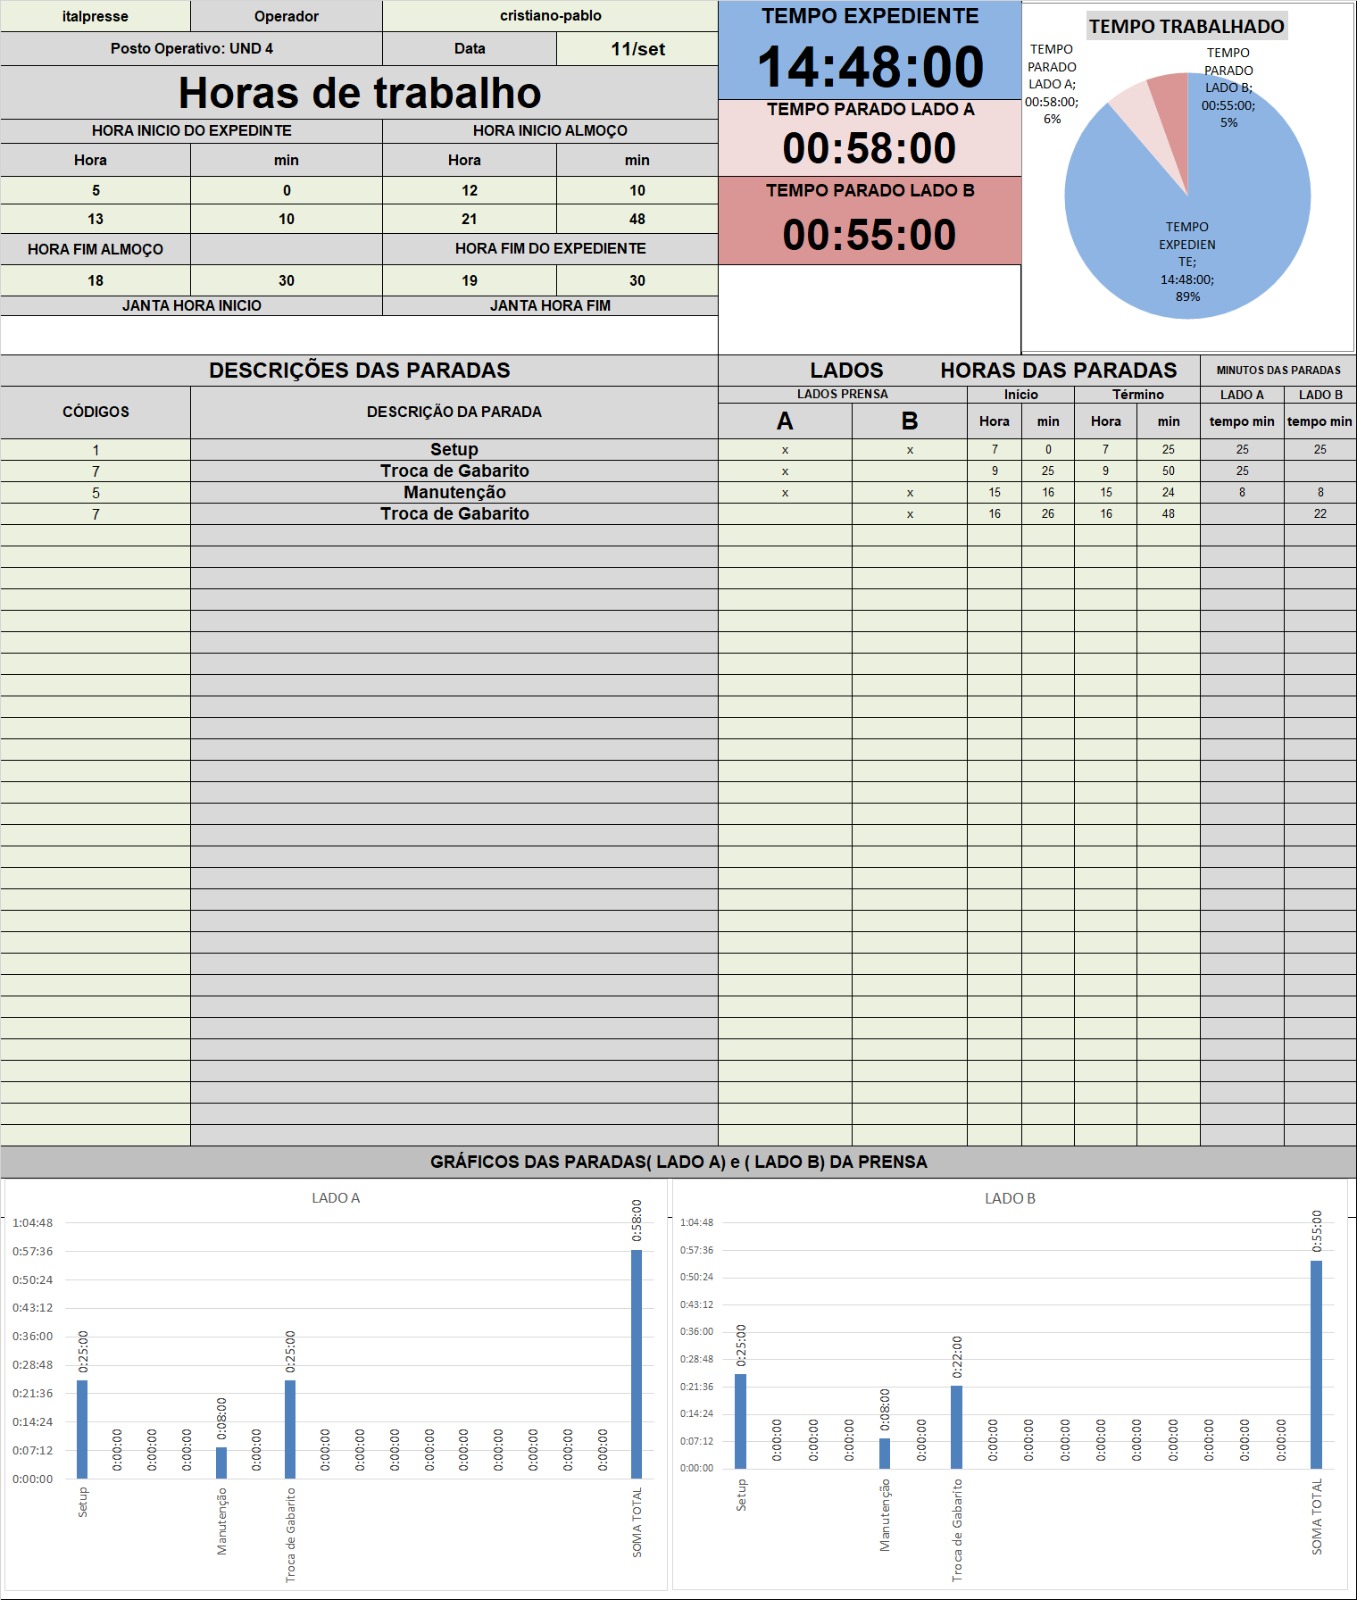 italpresse Operador cristiano-pablo
Posto Operativo: UND 4 Data 11/set
Horas de trabalho
HORA INICIO DO EXPEDINTE HORA INICIO ALMOÇO
Hora min Hora min
5 0 12 10
13 10 21 48
HORA FIM ALMOÇO HORA FIM DO EXPEDIENTE
18 30 19 30
JANTA HORA INICIO JANTA HORA FIM
TEMPO EXPEDIENTE
14:48:00
TEMPO PARADO LADO A
00:58:00
TEMPO PARADO LADO B
00:55:00
TEMPO TRABALHADO
TEMPO
PARADO
LADO A;
00:58:00;
6%
TEMPO
PARADO
LADO B;
00:55:00;
5%
TEMPO
EXPEDIEN
TE;
14:48:00;
89%
DESCRIÇÕES DAS PARADAS LADOS HORAS DAS PARADAS MINUTOS DAS PARADAS
CÓDIGOS DESCRIÇÃO DA PARADA LADOS PRENSA Início Término LADO A LADO B
A B Hora min Hora min tempo min tempo min
1 Setup x x 7 0 7 25 25 25
7 Troca de Gabarito x 9 25 9 50 25
5 Manutenção x x 15 16 15 24 8 8
7 Troca de Gabarito x 16 26 16 48 22
GRÁFICOS DAS PARADAS( LADO A) e ( LADO B) DA PRENSA
LADO A
1:04:48
0:57:36
0:50:24
0:43:12
0:36:00
0:28:48
0:21:36
0:14:24
0:07:12
0:00:00
0:25:00 0:00:00 0:00:00 0:00:00 0:08:00 0:00:00 0:25:00 0:00:00 0:00:00 0:00:00 0:00:00 0:00:00 0:00:00 0:00:00 0:00:00 0:00:00 0:58:00
Setup Manutenção Troca de Gabarito SOMA TOTAL
LADO B
1:04:48
0:57:36
0:50:24
0:43:12
0:36:00
0:28:48
0:21:36
0:14:24
0:07:12
0:00:00
0:25:00 0:00:00 0:00:00 0:00:00 0:08:00 0:00:00 0:22:00 0:00:00 0:00:00 0:00:00 0:00:00 0:00:00 0:00:00 0:00:00 0:00:00 0:00:00 0:55:00
Setup Manutenção Troca de Gabarito SOMA TOTAL